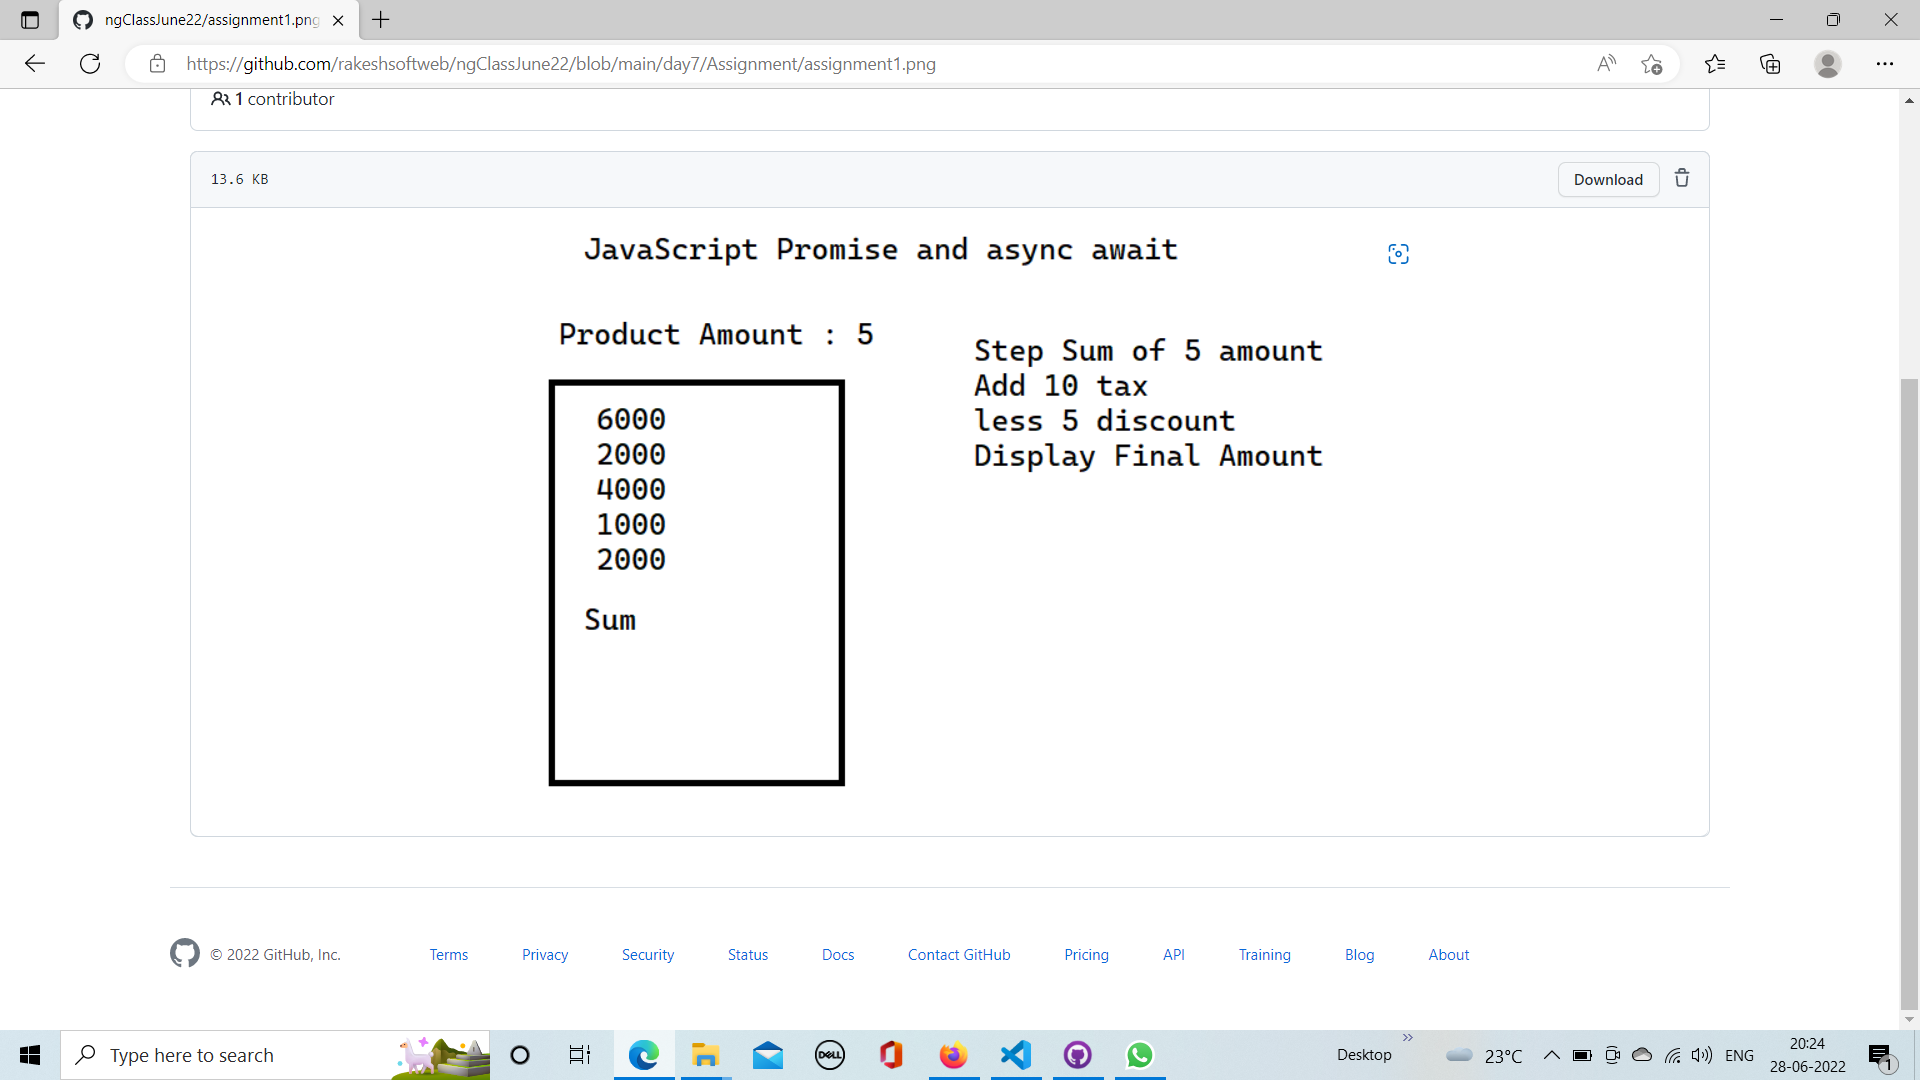 ngClassJune22/assignment1.png
https://github.com/rakeshsoftweb/ngClassJune22/blob/main/day7/Assignment/assignment1.png
1 contributor
13.6 KB
Download
JavaScript Promise and async await
Product Amount : 5
6000
2000
4000
1000
2000
Sum
Step Sum of 5 amount
Add 10 tax
less 5 discount
Display Final Amount
© 2022 GitHub, Inc.
Terms
Privacy
Security
Status
Docs
Contact GitHub
Pricing
API
Training
Blog
About
Type here to search
DELL
Desktop
23°C
ENG
20:24
28-06-2022
1